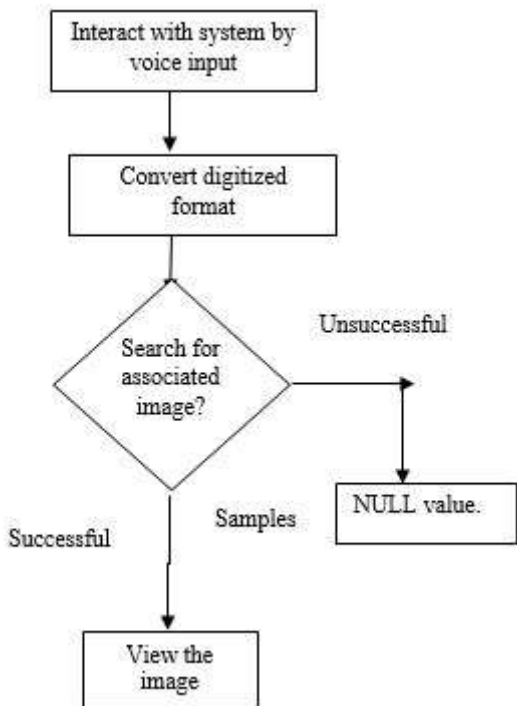 Interact with system by
voice input
Convert digitized
format
Unsuccessful
Search for
associated
image?
NULL value.
Samples
Successful
View the
image